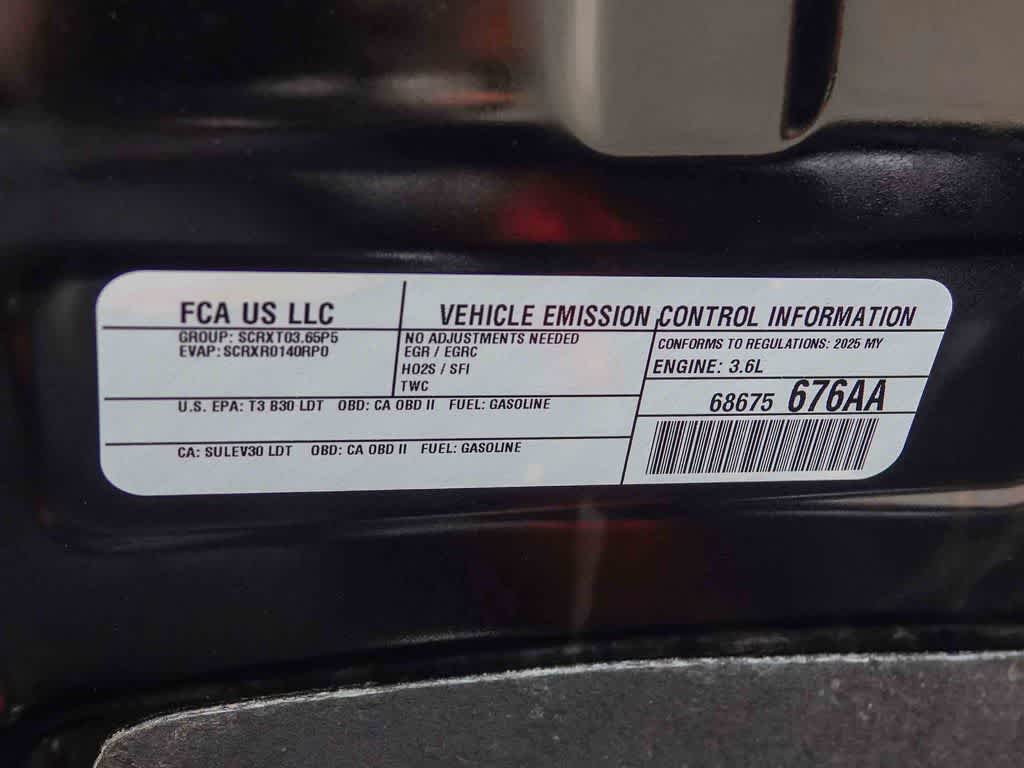 FCA US LLC
VEHICLE EMISSION CONTROL INFORMATION
GROUP: SCRXT03.65P5
EVAP: SCRXR0140RP0
NO ADJUSTMENTS NEEDED
EGR / EGRC
HO2S / SFI
TWC
CONFORMS TO REGULATIONS: 2025 MY
ENGINE: 3.6L
68675 676AA
U.S. EPA: T3 B30 LDT OBD: CA OBD II FUEL: GASOLINE
CA: SULEV30 LDT OBD: CA OBD II FUEL: GASOLINE